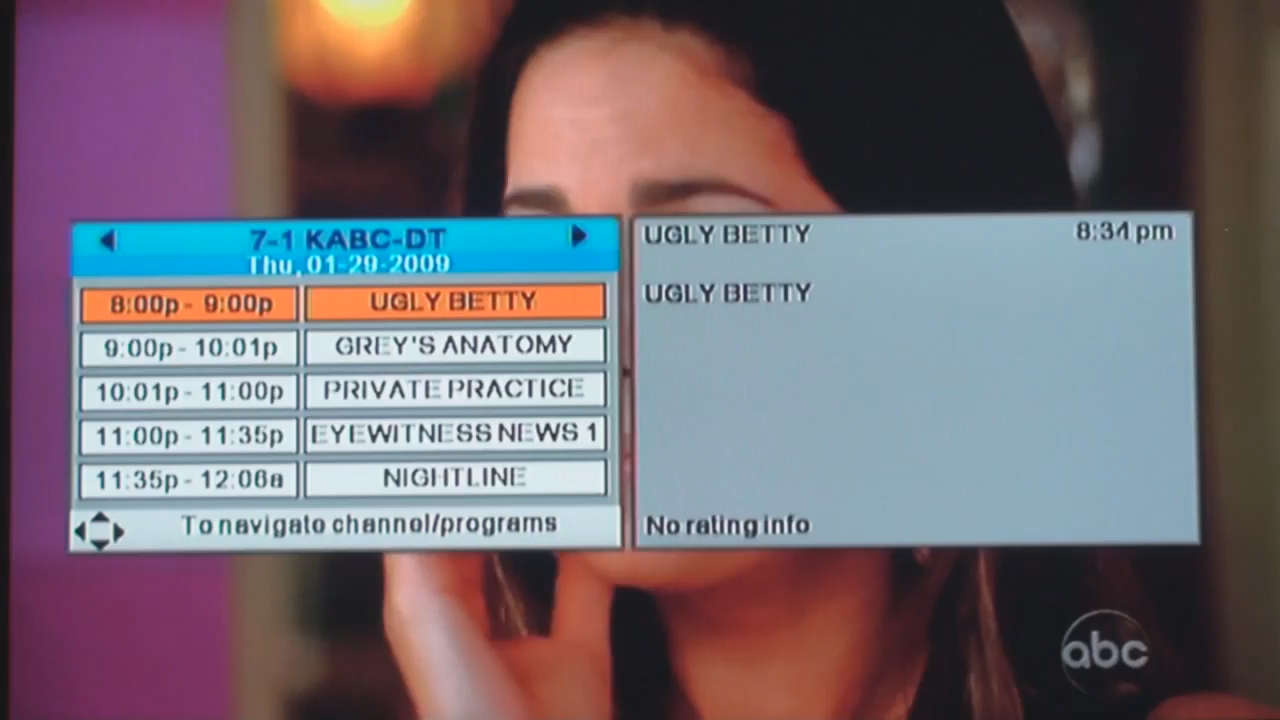 7-1 KABC-DT
Thu, 01-29-2009
8:00p - 9:00p UGLY BETTY
9:00p - 10:01p GREY'S ANATOMY
10:01p - 11:00p PRIVATE PRACTICE
11:00p - 11:35p EYEWITNESS NEWS 1
11:35p - 12:06a NIGHTLINE
To navigate channel/programs
UGLY BETTY 8:34 pm
UGLY BETTY
No rating info
abc